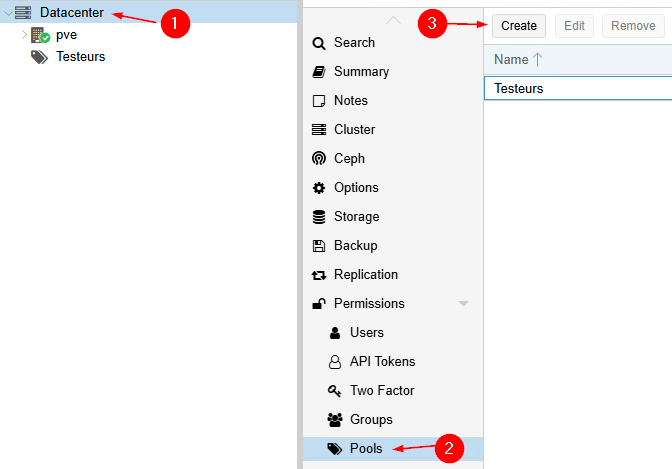 Datacenter
1
pve
Testeurs
Search
Summary
Notes
Cluster
Ceph
Options
Storage
Backup
Replication
Permissions
Users
API Tokens
Two Factor
Groups
Pools
2
3
Create Edit Remove
Name
Testeurs